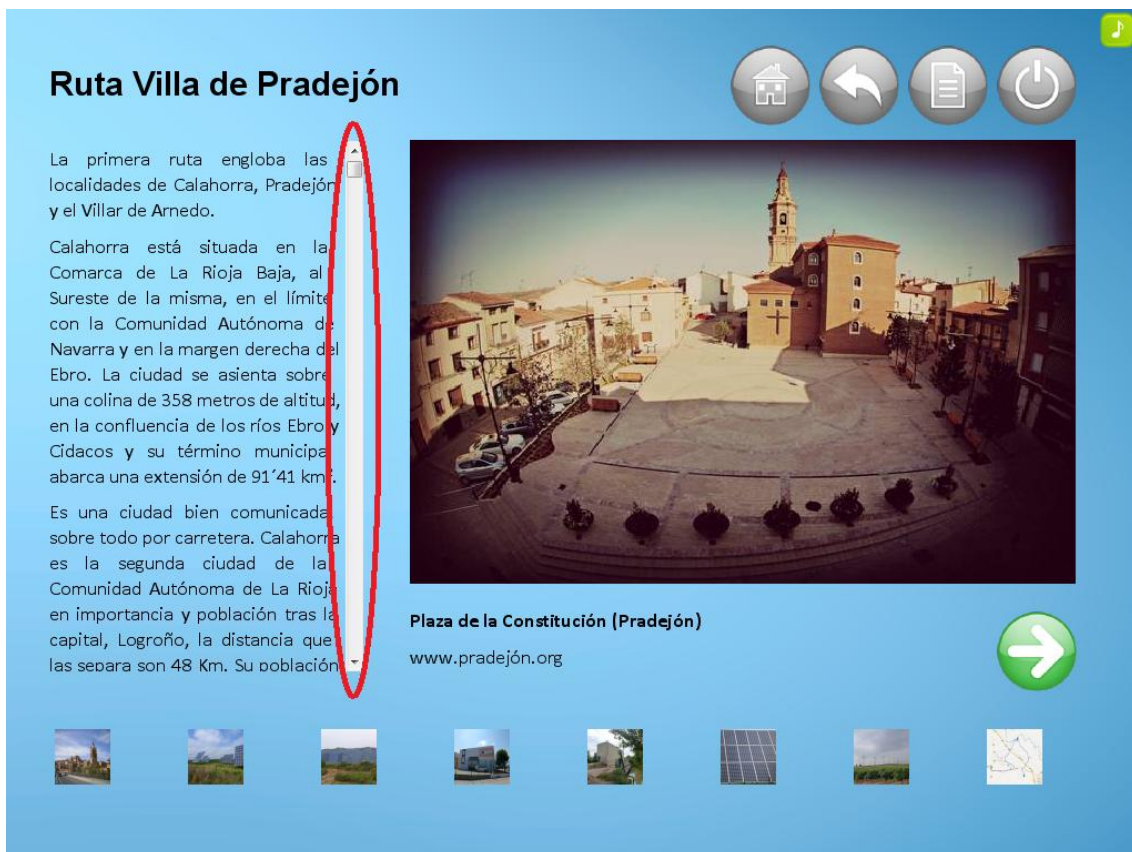 Ruta Villa de Pradejón
La primera ruta engloba las
localidades de Calahorra, Pradejón
y el Villar de Arnedo.
Calahorra está situada en la
Comarca de La Rioja Baja, al
Sureste de la misma, en el límite
con la Comunidad Autónoma de
Navarra y en la margen derecha del
Ebro. La ciudad se asienta sobre
una colina de 358 metros de altitud,
en la confluencia de los ríos Ebro y
Cidacos y su término municipal
abarca una extensión de 91´41 km².
Es una ciudad bien comunicada,
sobre todo por carretera. Calahorra
es la segunda ciudad de la
Comunidad Autónoma de La Rioja
en importancia y población tras la
capital, Logroño, la distancia que
las separa son 48 Km. Su población
Plaza de la Constitución (Pradejón)
www.pradejón.org